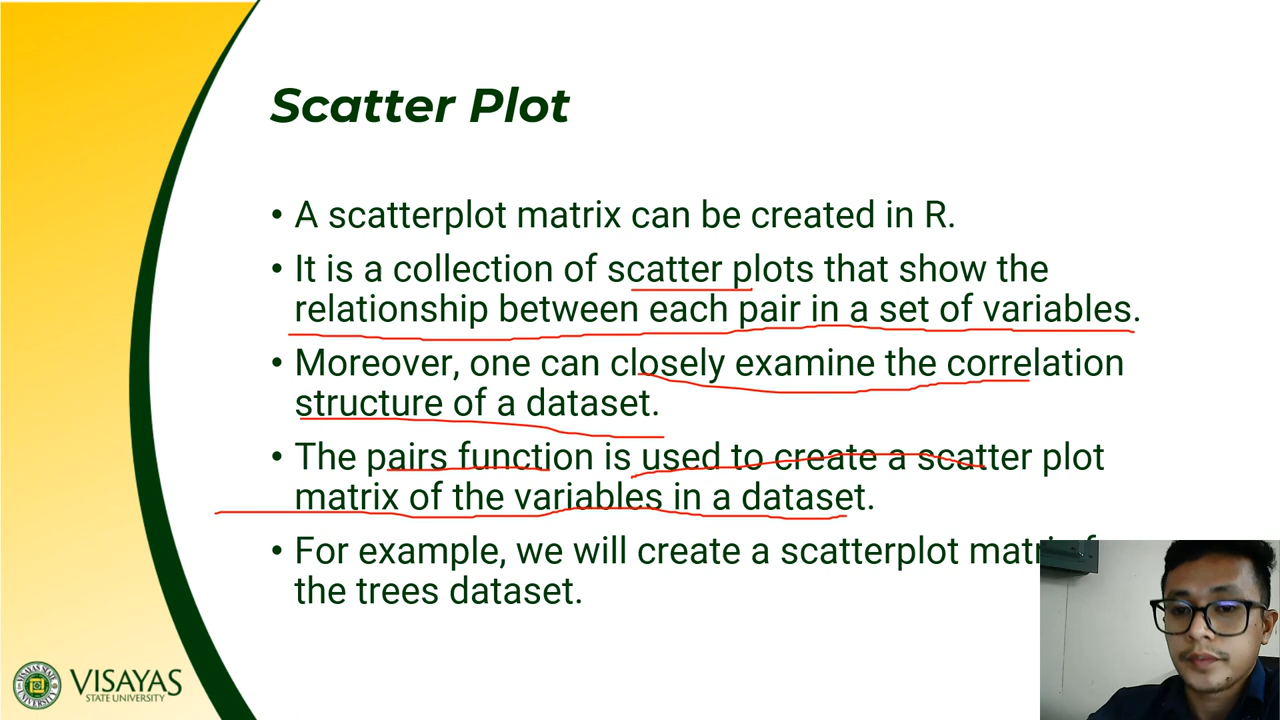 Scatter Plot
• A scatterplot matrix can be created in R.
• It is a collection of scatter plots that show the
relationship between each pair in a set of variables.
• Moreover, one can closely examine the correlation
structure of a dataset.
• The pairs function is used to create a scatter plot
matrix of the variables in a dataset.
• For example, we will create a scatterplot
the trees dataset.
VISAYAS
STATE UNIVERSITY